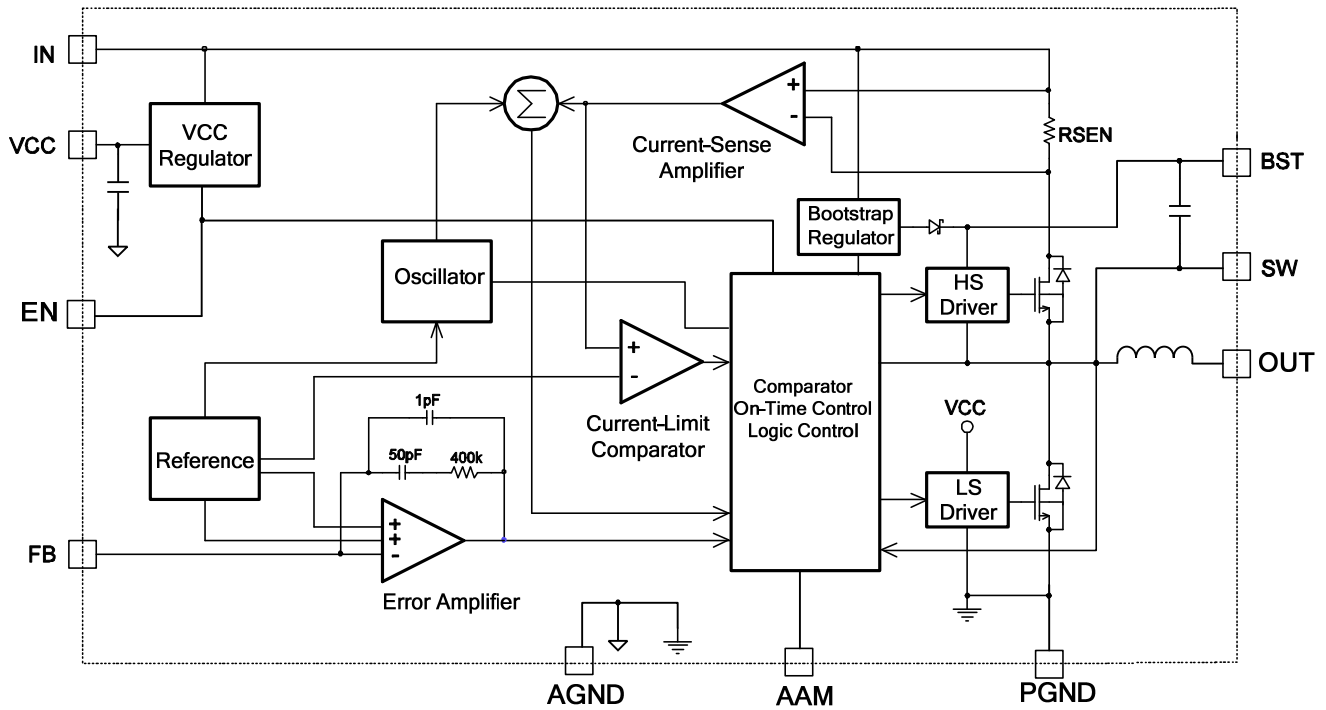 IN
VCC
Regulator
VCC
EN
Σ
+
-
Current-Sense
Amplifier
RSEN
BST
Bootstrap
Regulator
SW
Oscillator
HS
Driver
OUT
+
-
Current-Limit
Comparator
Comparator
On-Time Control
Logic Control
VCC
1pF
50pF
400k
Reference
LS
Driver
FB
+
+
-
Error Amplifier
AGND
AAM
PGND